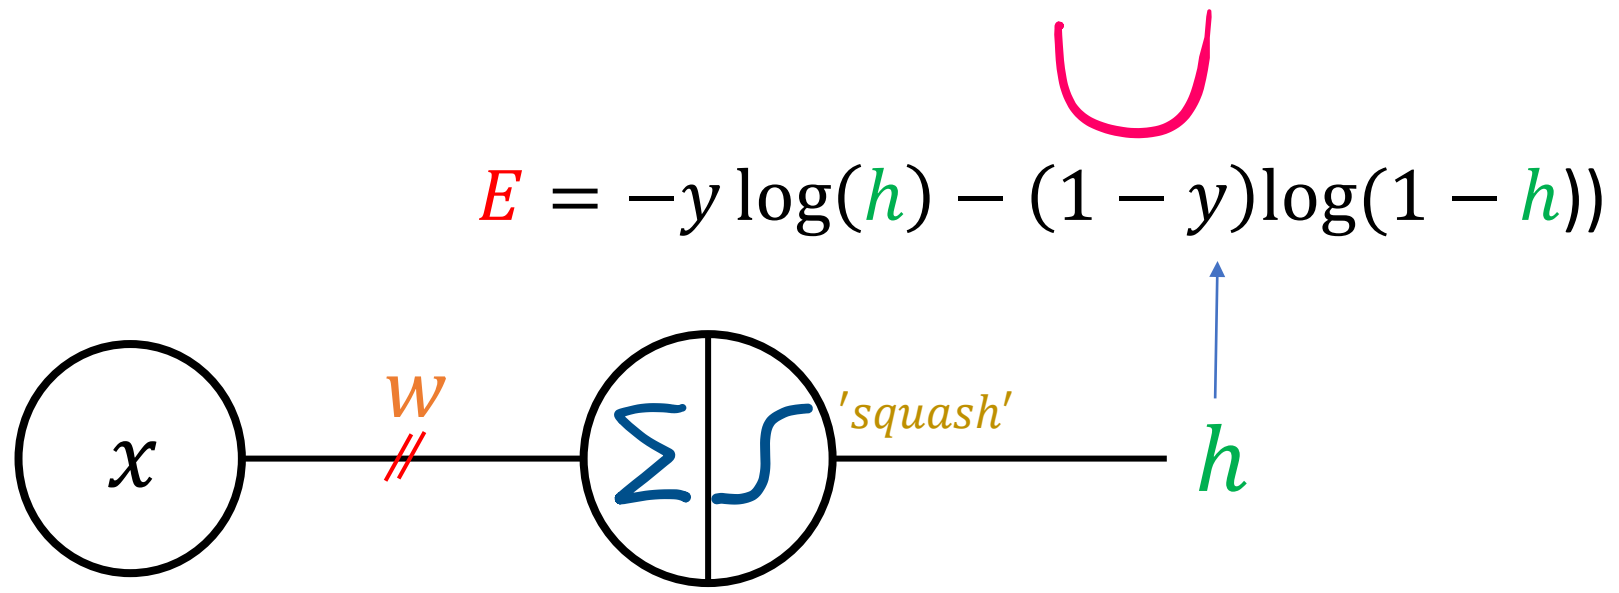 E = −y log(h) − (1 − y)log(1 − h))
w
'squash'
x
Σ
∫
h